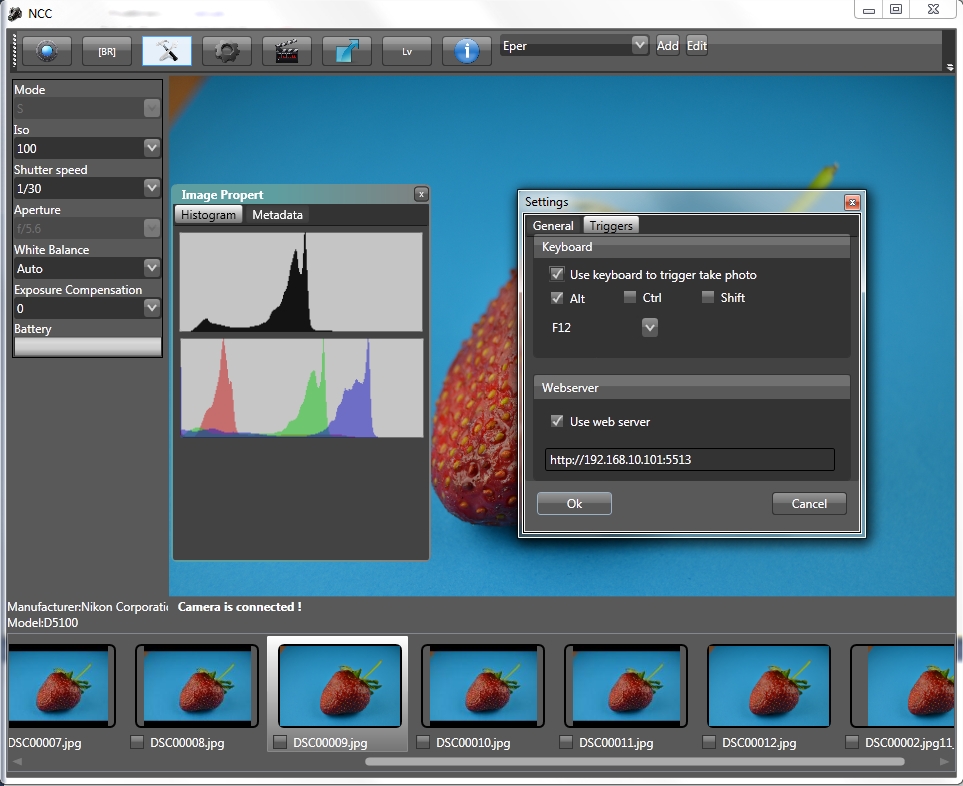 NCC
[BR]
Lv
Eper
Add
Edit
Mode
S
Iso
100
Shutter speed
1/30
Aperture
f/5.6
White Balance
Auto
Exposure Compensation
0
Battery
Image Propert
x
Histogram
Metadata
Settings
x
General
Triggers
Keyboard
Use keyboard to trigger take photo
Alt
Ctrl
Shift
F12
Webserver
Use web server
http://192.168.10.101:5513
Ok
Cancel
Manufacturer:Nikon Corporatio
Camera is connected !
Model:D5100
DSC00007.jpg
DSC00008.jpg
DSC00009.jpg
DSC00010.jpg
DSC00011.jpg
DSC00012.jpg
DSC00002.jpg11_